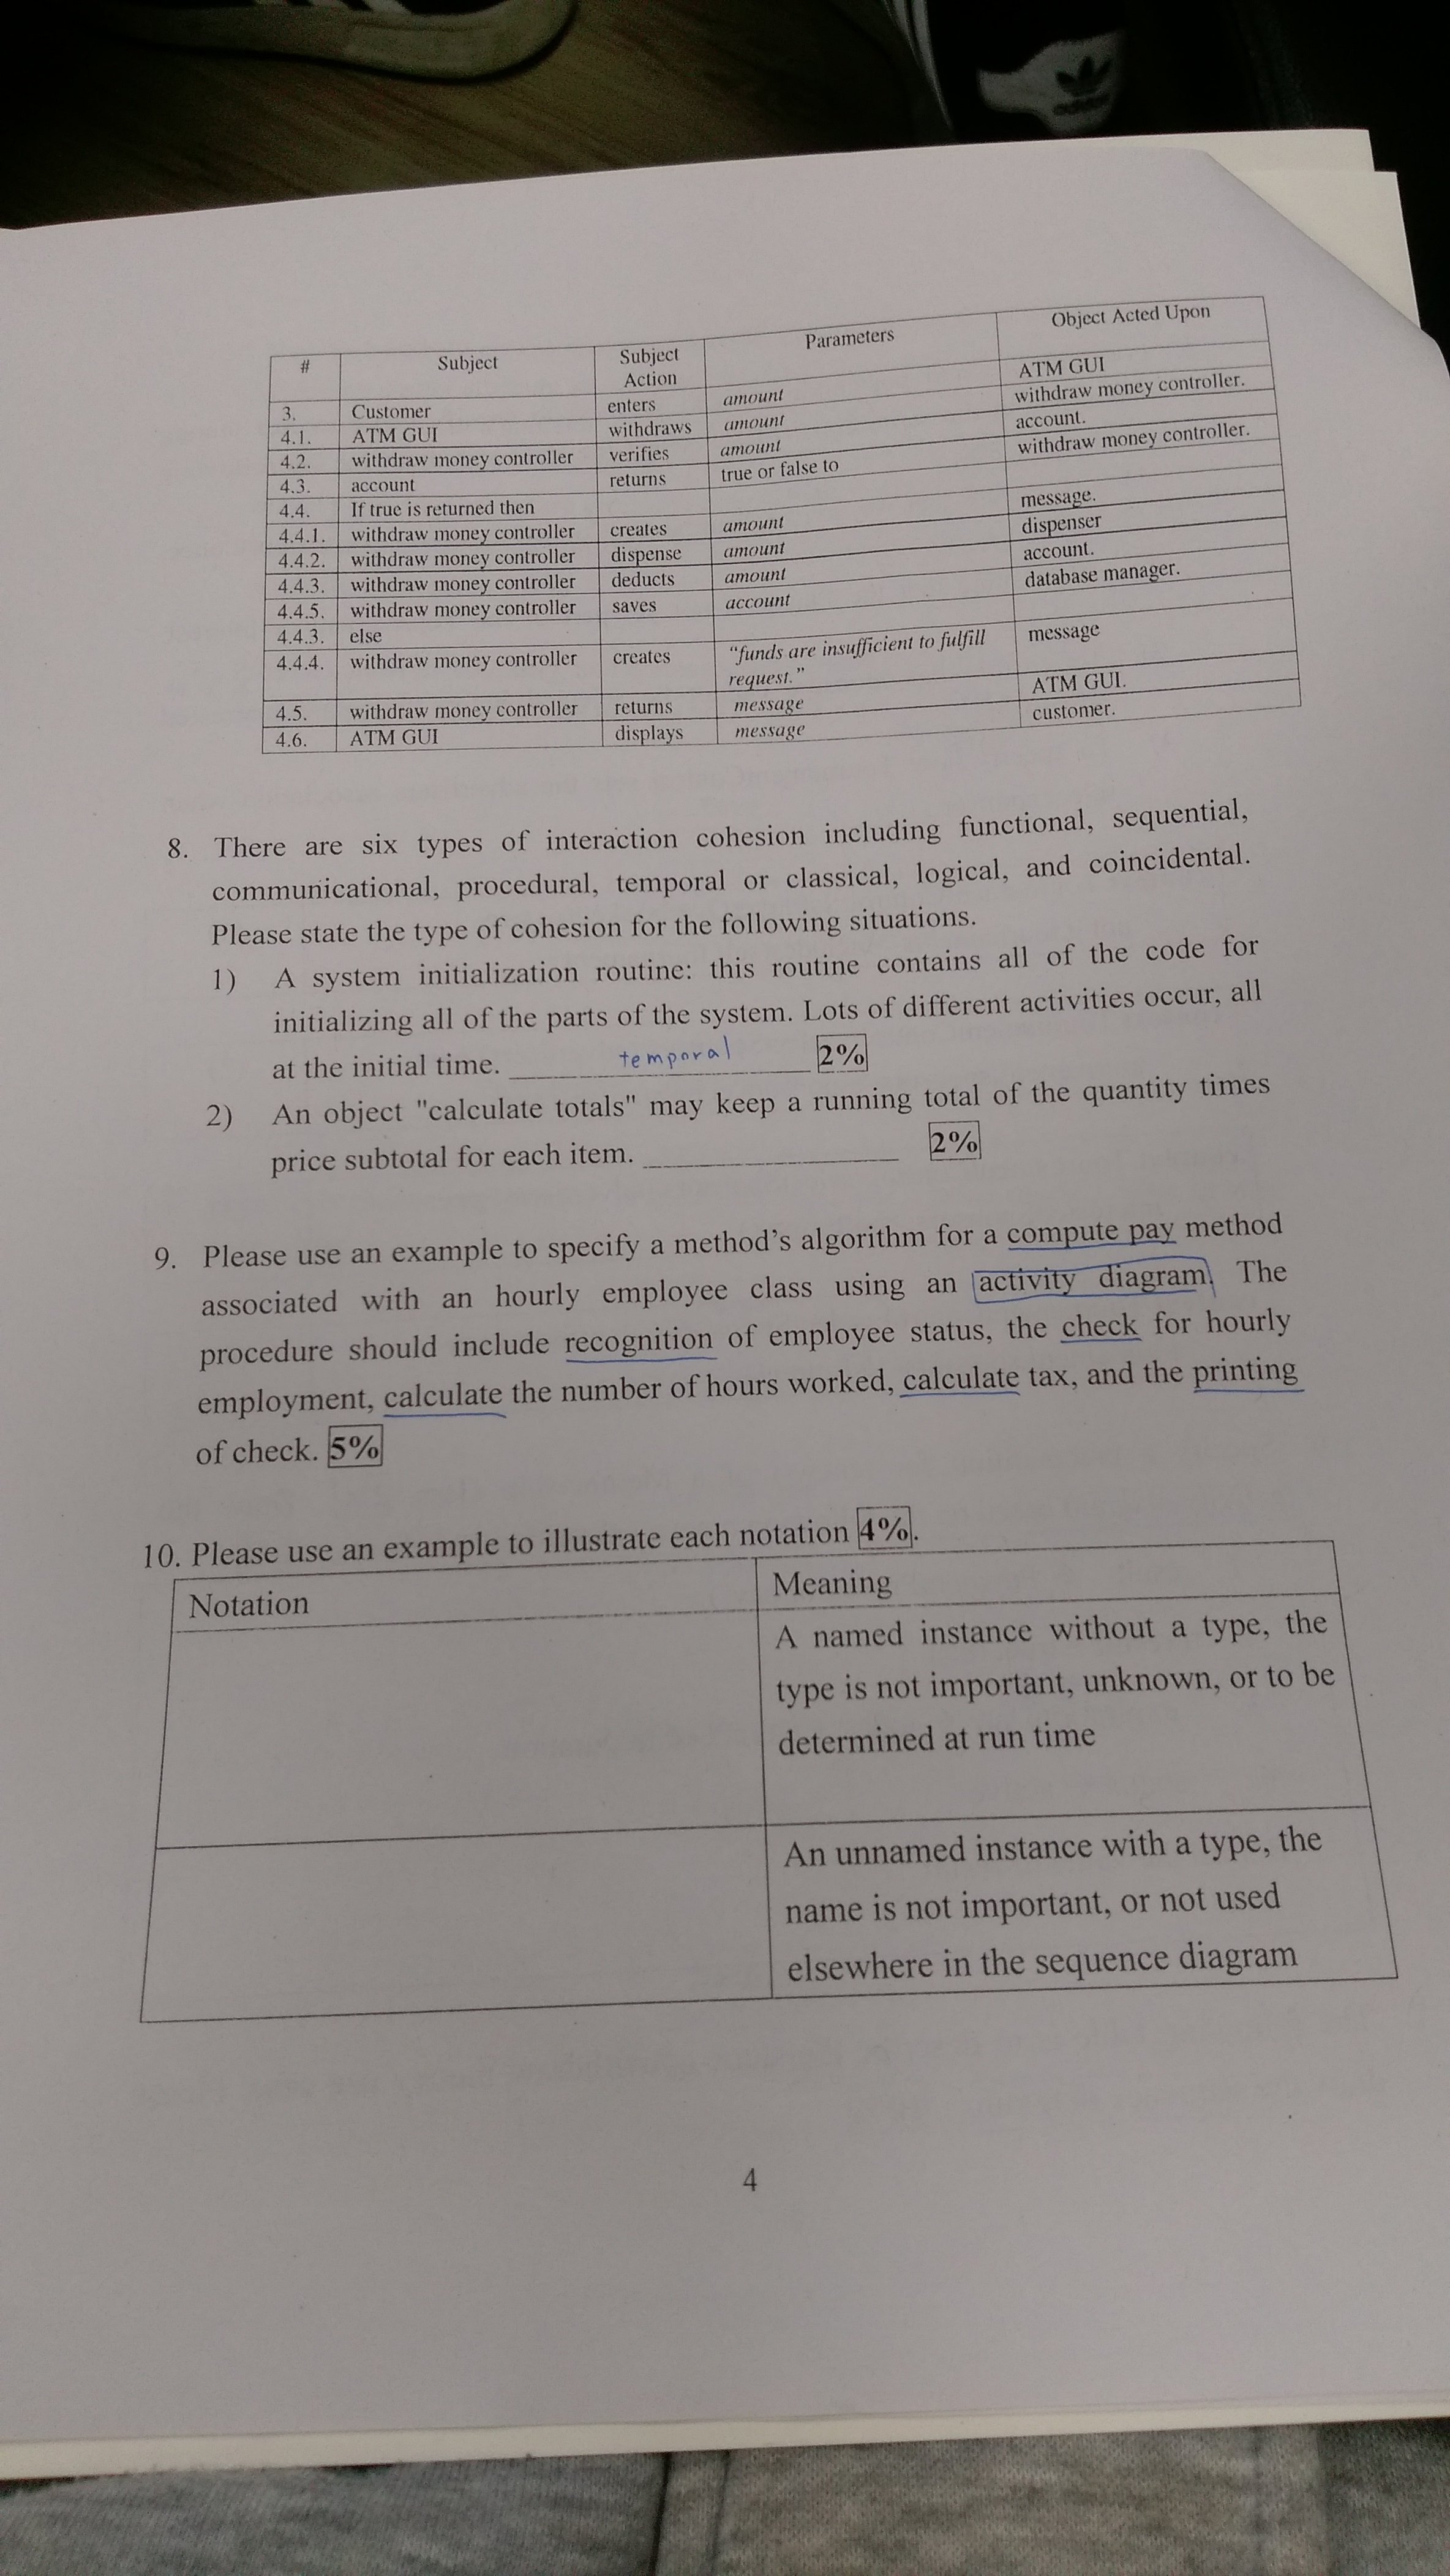 # Subject Subject Action Parameters Object Acted Upon
3. Customer enters amount ATM GUI
4.1. ATM GUI withdraws amount withdraw money controller.
4.2. withdraw money controller verifies amount account.
4.3. account returns true or false to withdraw money controller.
4.4. If true is returned then
4.4.1. withdraw money controller creates amount message.
4.4.2. withdraw money controller dispense amount dispenser
4.4.3. withdraw money controller deducts amount account.
4.4.5. withdraw money controller saves account database manager.
4.4.3. else
4.4.4. withdraw money controller creates “funds are insufficient to fulfill request.” message
4.5. withdraw money controller returns message ATM GUI.
4.6. ATM GUI displays message customer.
8. There are six types of interaction cohesion including functional, sequential,
communicational, procedural, temporal or classical, logical, and coincidental.
Please state the type of cohesion for the following situations.
1) A system initialization routine: this routine contains all of the code for
initializing all of the parts of the system. Lots of different activities occur, all
at the initial time. temporal 2%
2) An object "calculate totals" may keep a running total of the quantity times
price subtotal for each item. 2%
9. Please use an example to specify a method’s algorithm for a compute pay method
associated with an hourly employee class using an activity diagram. The
procedure should include recognition of employee status, the check for hourly
employment, calculate the number of hours worked, calculate tax, and the printing
of check. 5%
10. Please use an example to illustrate each notation 4%.
Notation Meaning
A named instance without a type, the
type is not important, unknown, or to be
determined at run time
An unnamed instance with a type, the
name is not important, or not used
elsewhere in the sequence diagram
4